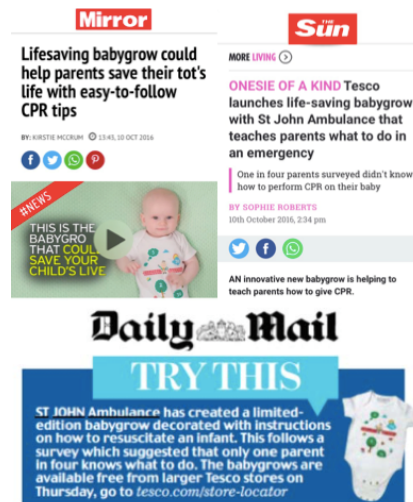 Mirror
Lifesaving babygrow could
help parents save their tot's
life with easy-to-follow
CPR tips
BY: KIRSTIE MCCRUM 13:43, 10 OCT 2016
#NEWS
THIS IS THE
BABYGRO
THAT COULD
SAVE YOUR
CHILD'S LIVE
THE
Sun
MORE LIVING
ONESIE OF A KIND Tesco
launches life-saving babygrow
with St John Ambulance that
teaches parents what to do in
an emergency
One in four parents surveyed didn't know
how to perform CPR on their baby
BY SOPHIE ROBERTS
10th October 2016, 2:34 pm
AN innovative new babygrow is helping to
teach parents how to give CPR.
Daily Mail
TRY THIS
ST JOHN Ambulance has created a limited-
edition babygrow decorated with instructions
on how to resuscitate an infant. This follows a
survey which suggested that only one parent
in four knows what to do. The babygrows are
available free from larger Tesco stores on
Thursday, go to tesco.com/store-locator